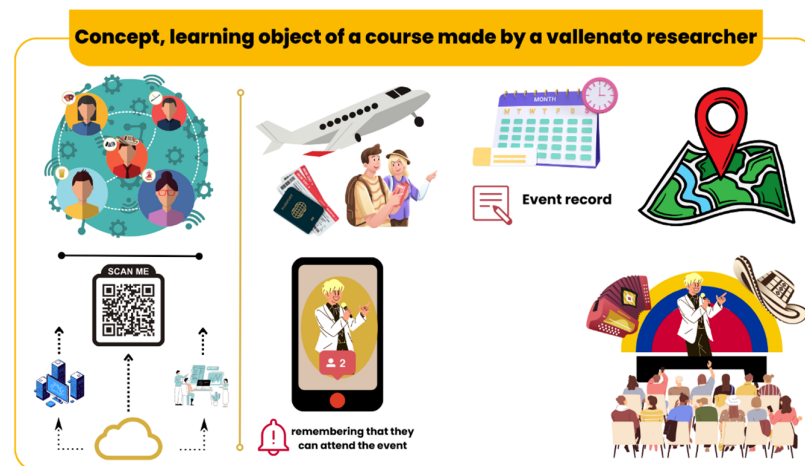 Concept, learning object of a course made by a vallenato researcher
MONTH
M T W T F S
Event record
SCAN ME
2
remembering that they
can attend the event